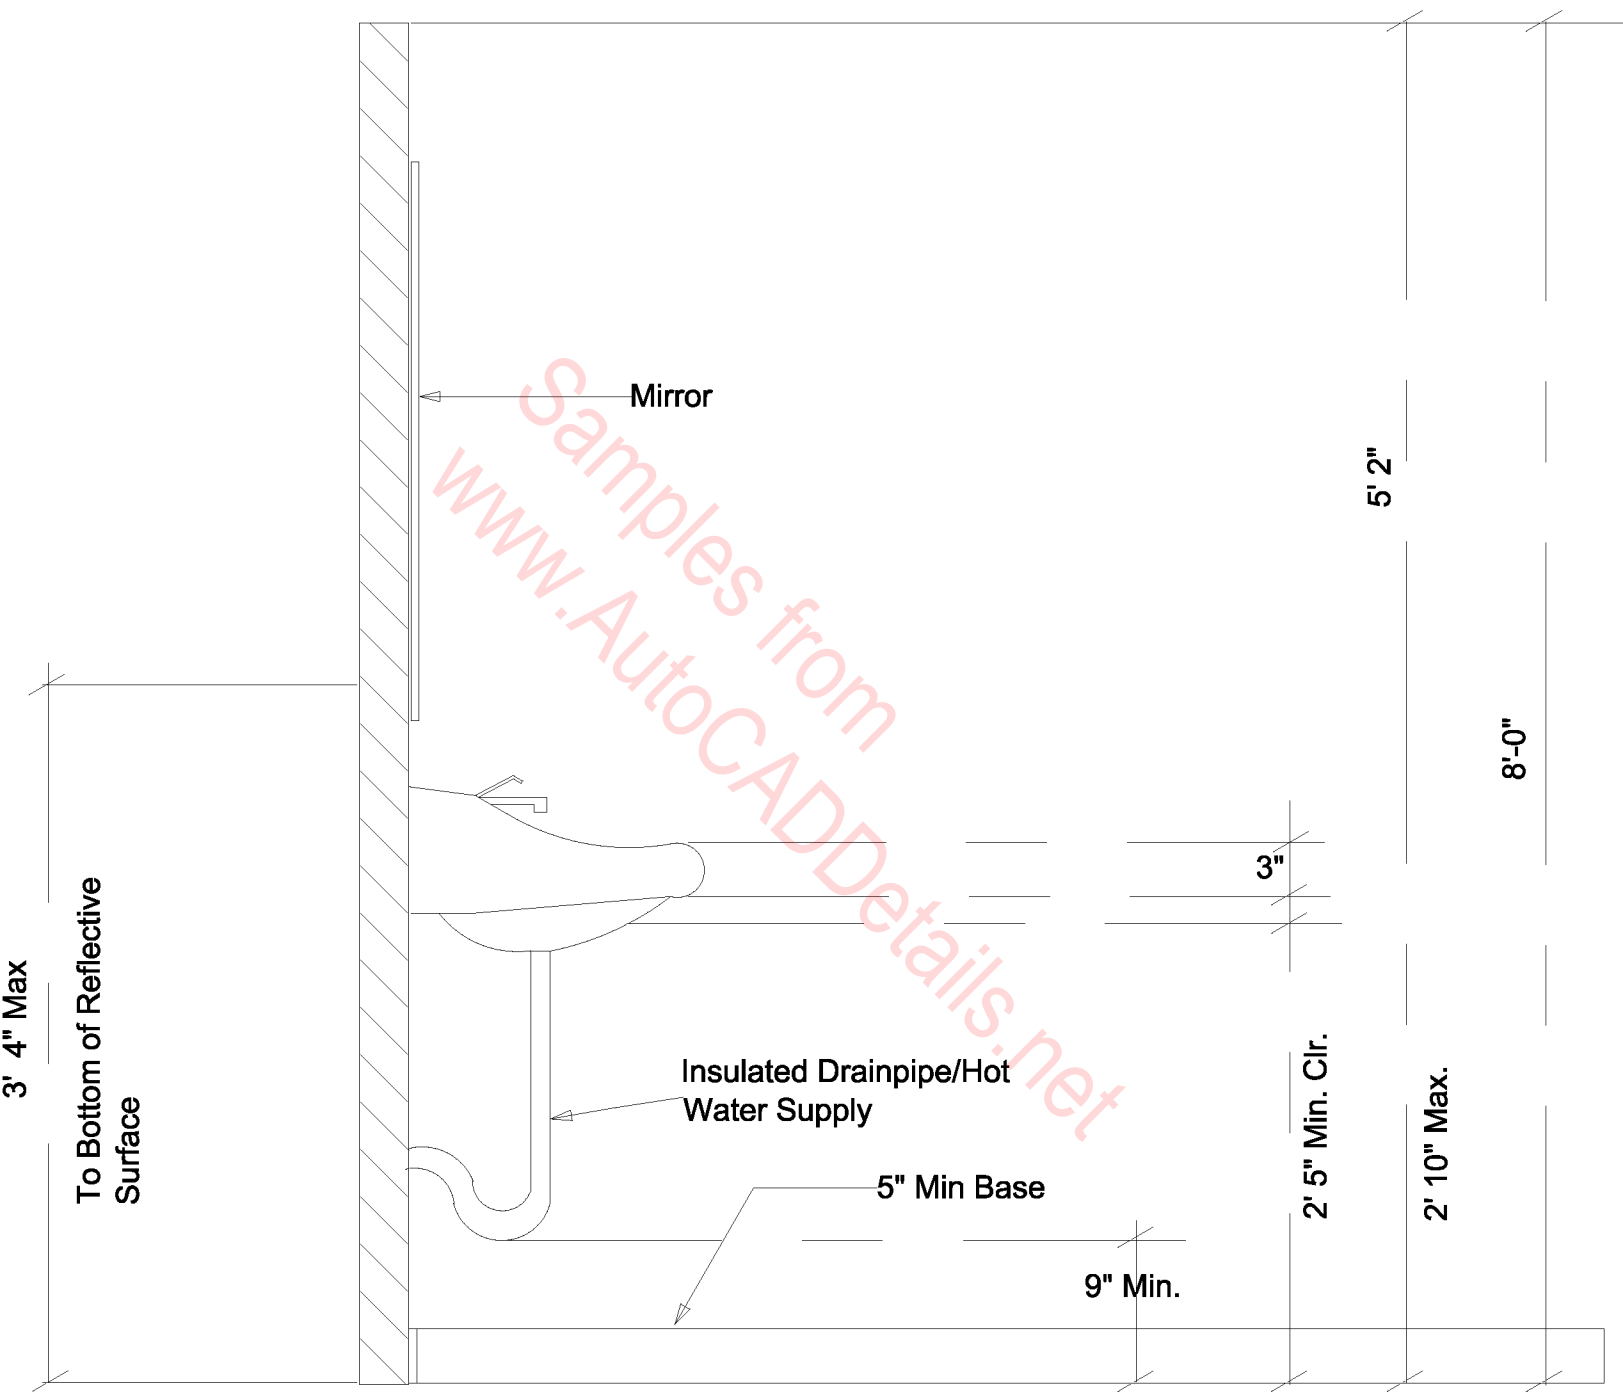 Mirror
Samples from
www.AutoCADDetails.net
5' 2"
8'-0"
3"
3' 4" Max
To Bottom of Reflective
Surface
Insulated Drainpipe/Hot
Water Supply
5" Min Base
2' 5" Min. Clr.
2' 10" Max.
9" Min.